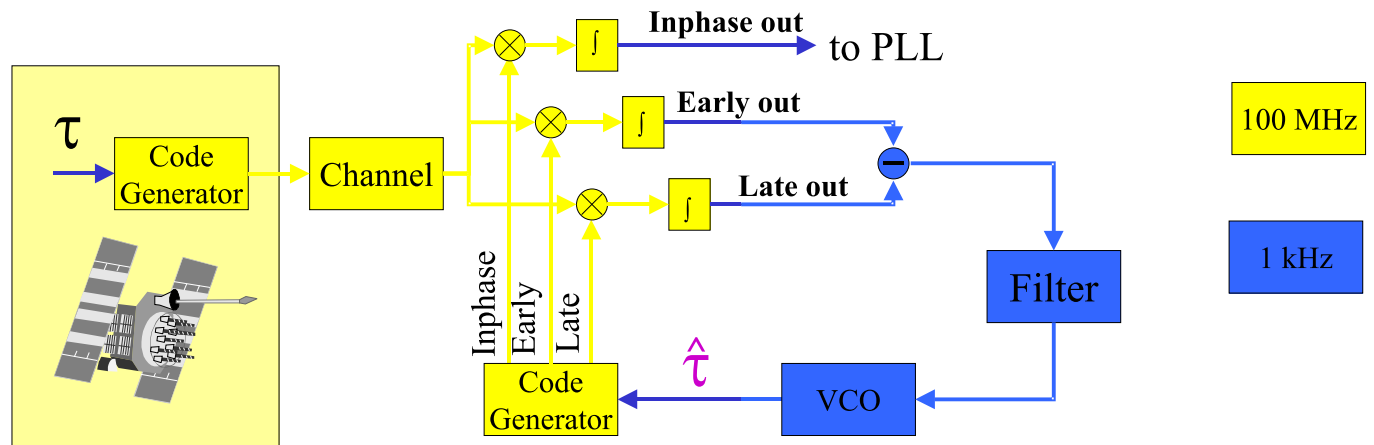 Inphase out
to PLL
∫
Early out
∫
τ
Code
Generator
Channel
100 MHz
Late out
∫
1 kHz
Inphase
Early
Late
Filter
τ̂
Code
Generator
VCO